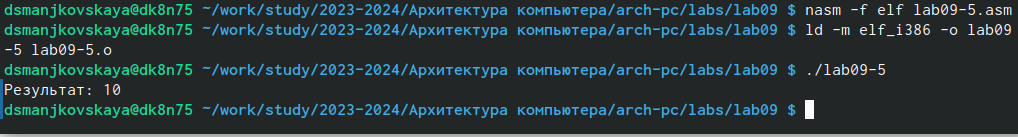 dsmanjkovskaya@dk8n75 ~/work/study/2023-2024/Архитектура компьютера/arch-pc/labs/lab09 $ nasm -f elf lab09-5.asm
dsmanjkovskaya@dk8n75 ~/work/study/2023-2024/Архитектура компьютера/arch-pc/labs/lab09 $ ld -m elf_i386 -o lab09
-5 lab09-5.o
dsmanjkovskaya@dk8n75 ~/work/study/2023-2024/Архитектура компьютера/arch-pc/labs/lab09 $ ./lab09-5
Результат: 10
dsmanjkovskaya@dk8n75 ~/work/study/2023-2024/Архитектура компьютера/arch-pc/labs/lab09 $